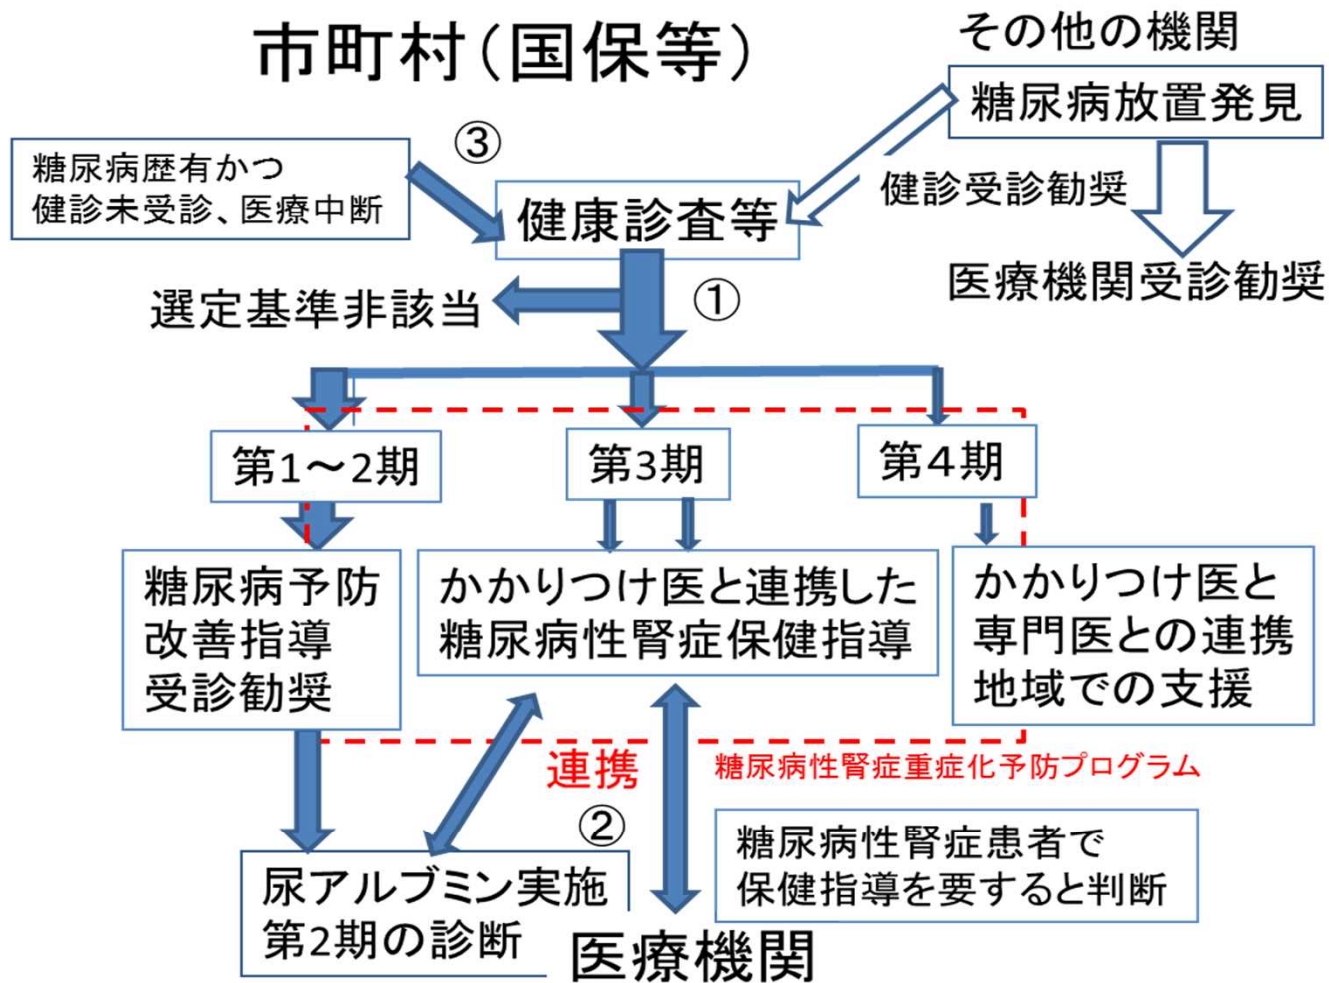 市町村（国保等）
その他の機関
糖尿病放置発見
③
糖尿病歴有かつ
健診未受診、医療中断
健診受診勧奨
健康診査等
医療機関受診勧奨
選定基準非該当
①
第1～2期
第3期
第４期
糖尿病予防
改善指導
受診勧奨
かかりつけ医と連携した
糖尿病性腎症保健指導
かかりつけ医と
専門医との連携
地域での支援
連携
糖尿病性腎症重症化予防プログラム
②
糖尿病性腎症患者で
保健指導を要すると判断
尿アルブミン実施
第2期の診断
医療機関